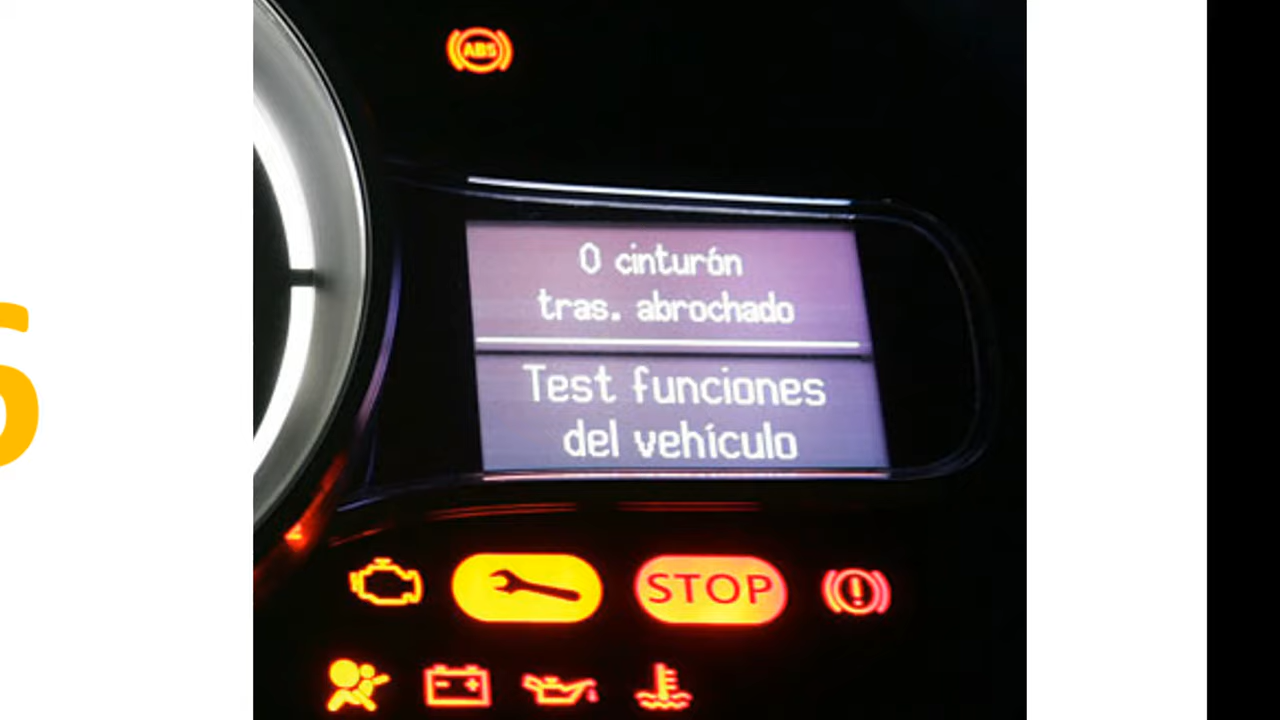 ABS
0 cinturón
tras. abrochado
Test funciones
del vehículo
STOP